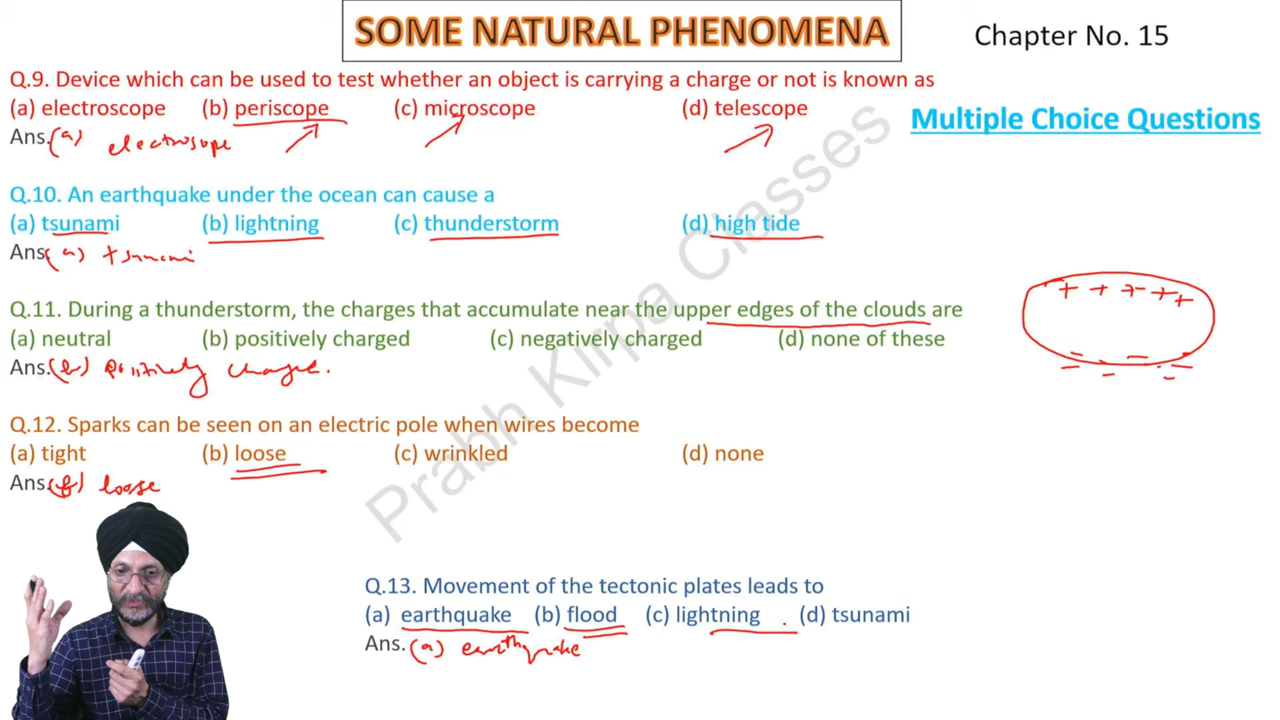 SOME NATURAL PHENOMENA
Chapter No. 15
Q.9. Device which can be used to test whether an object is carrying a charge or not is known as
(a) electroscope (b) periscope (c) microscope (d) telescope
Multiple Choice Questions
Ans. (a) electroscope
Q.10. An earthquake under the ocean can cause a
(a) tsunami (b) lightning (c) thunderstorm (d) high tide
Ans. (a) tsunami
Q.11. During a thunderstorm, the charges that accumulate near the upper edges of the clouds are
(a) neutral (b) positively charged (c) negatively charged (d) none of these
Ans. (b) positively charged.
+ + + + +
- - - - - - -
Q.12. Sparks can be seen on an electric pole when wires become
(a) tight (b) loose (c) wrinkled (d) none
Ans. (b) loose
Q.13. Movement of the tectonic plates leads to
(a) earthquake (b) flood (c) lightning (d) tsunami
Ans. (a) earthquake
Prabh Kirpa Classes